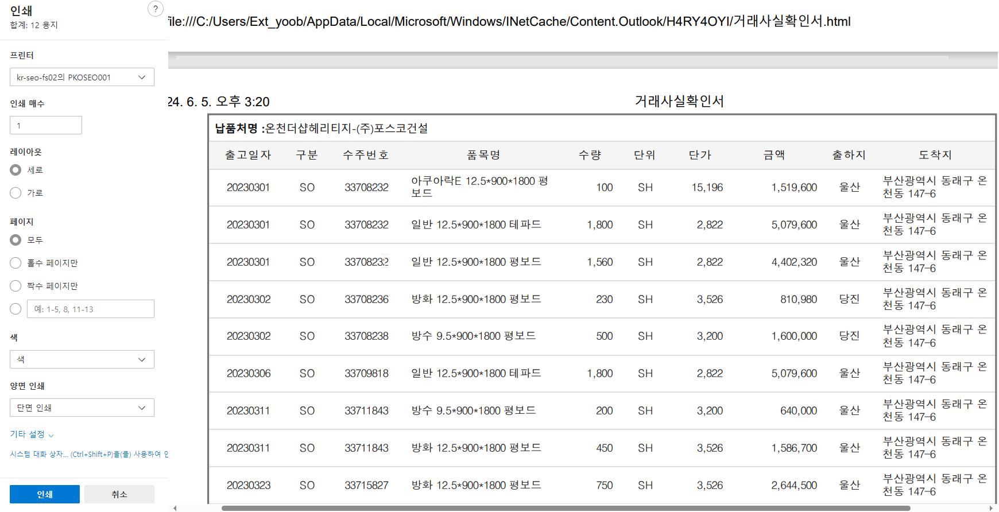 인쇄
?
합계: 12 용지
프린터
kr-seo-fs02의 PKOSEO001
인쇄 매수
1
레이아웃
세로
가로
페이지
모두
홀수 페이지만
짝수 페이지만
예: 1-5, 8, 11-13
색
색
양면 인쇄
단면 인쇄
기타 설정
시스템 대화 상자... (Ctrl+Shift+P)을(를) 사용하여
인쇄
취소
file:///C:/Users/Ext_yoob/AppData/Local/Microsoft/Windows/INetCache/Content.Outlook/H4RY4OYI/거래사실확인서.html
24. 6. 5. 오후 3:20
거래사실확인서
납품처명 :온천더샵헤리티지-(주)포스코건설
출고일자 구분 수주번호 품목명 수량 단위 단가 금액 출하지 도착지
20230301 SO 33708232 아쿠아락E 12.5*900*1800 평 100 SH 15,196 1,519,600 울산 부산광역시 동래구 온
보드 천동 147-6
20230301 SO 33708232 일반 12.5*900*1800 테파드 1,800 SH 2,822 5,079,600 울산 부산광역시 동래구 온
천동 147-6
20230301 SO 33708232 일반 12.5*900*1800 평보드 1,560 SH 2,822 4,402,320 울산 부산광역시 동래구 온
천동 147-6
20230302 SO 33708236 방화 12.5*900*1800 평보드 230 SH 3,526 810,980 당진 부산광역시 동래구 온
천동 147-6
20230302 SO 33708238 방수 9.5*900*1800 평보드 500 SH 3,200 1,600,000 당진 부산광역시 동래구 온
천동 147-6
20230306 SO 33709818 일반 12.5*900*1800 테파드 1,800 SH 2,822 5,079,600 울산 부산광역시 동래구 온
천동 147-6
20230311 SO 33711843 방수 9.5*900*1800 평보드 200 SH 3,200 640,000 울산 부산광역시 동래구 온
천동 147-6
20230311 SO 33711843 방화 12.5*900*1800 평보드 450 SH 3,526 1,586,700 울산 부산광역시 동래구 온
천동 147-6
20230323 SO 33715827 방화 12.5*900*1800 평보드 750 SH 3,526 2,644,500 울산 부산광역시 동래구 온
천동 147-6